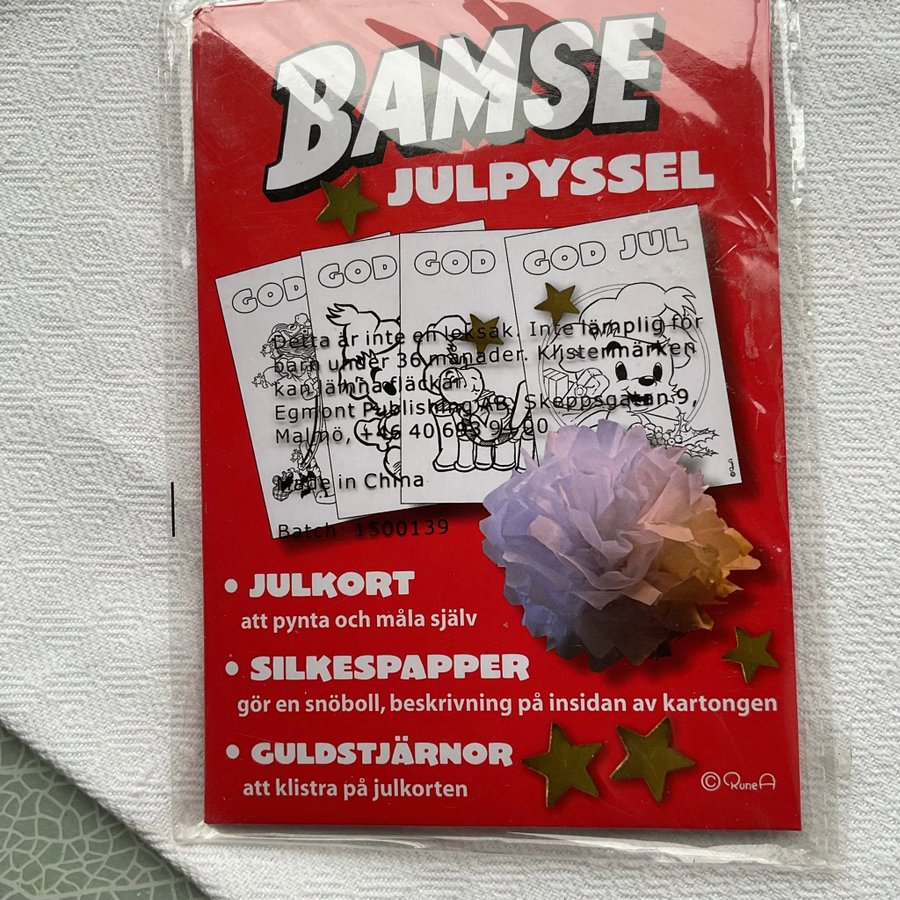 BAMSE
JULPYSSEL
GOD
GOD
GOD
GOD JUL
Detta är inte en leksak. Inte lämplig för
barn under 36 månader. Klistermärken
kan lämna fläckar.
Egmont Publishing AB, Skeppsgatan 9,
Malmö, +46 40 693 94 00
Made in China
Batch: 1500139
• JULKORT
att pynta och måla själv
• SILKESPAPPER
gör en snöboll, beskrivning på insidan av kartongen
• GULDSTJÄRNOR
att klistra på julkorten
© Rune A